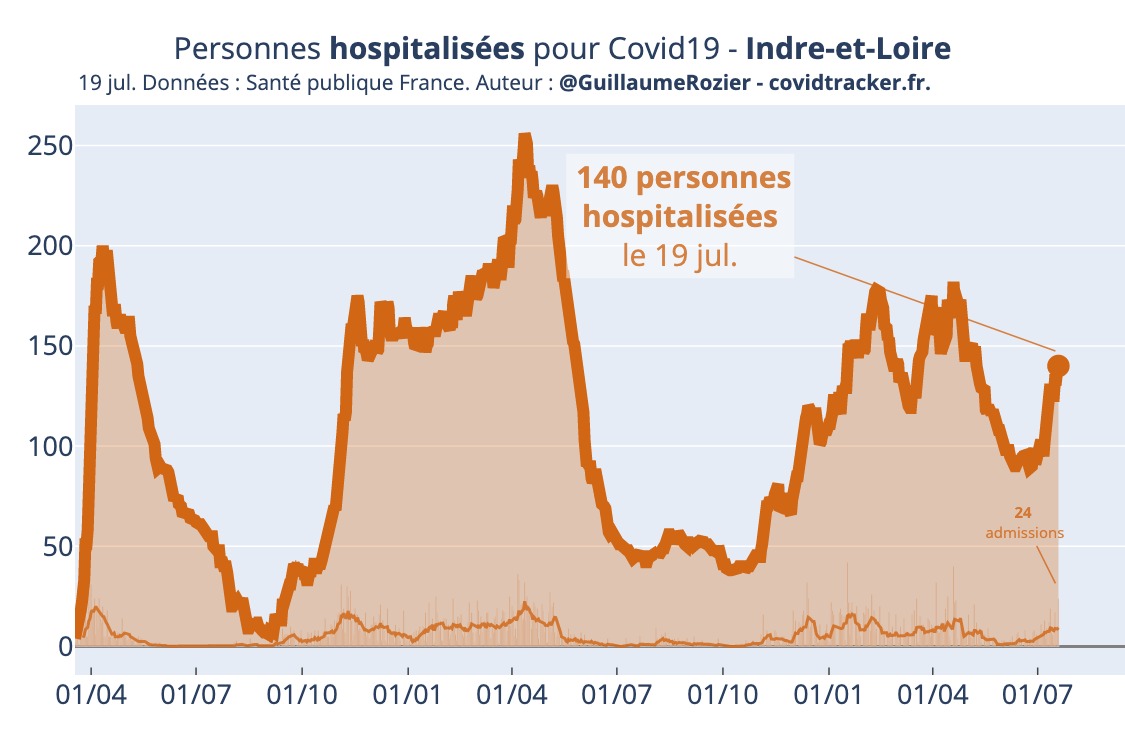 Personnes hospitalisées pour Covid19 - Indre-et-Loire
19 jul. Données : Santé publique France. Auteur : @GuillaumeRozier - covidtracker.fr.
250
140 personnes
hospitalisées
le 19 jul.
200
150
100
24
admissions
50
0
01/04 01/07 01/10 01/01 01/04 01/07 01/10 01/01 01/04 01/07